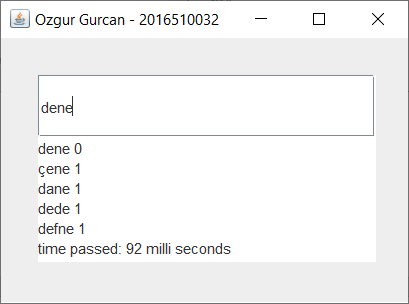 Ozgur Gurcan - 2016510032
dene
dene 0
çene 1
dane 1
dede 1
defne 1
time passed: 92 milli seconds